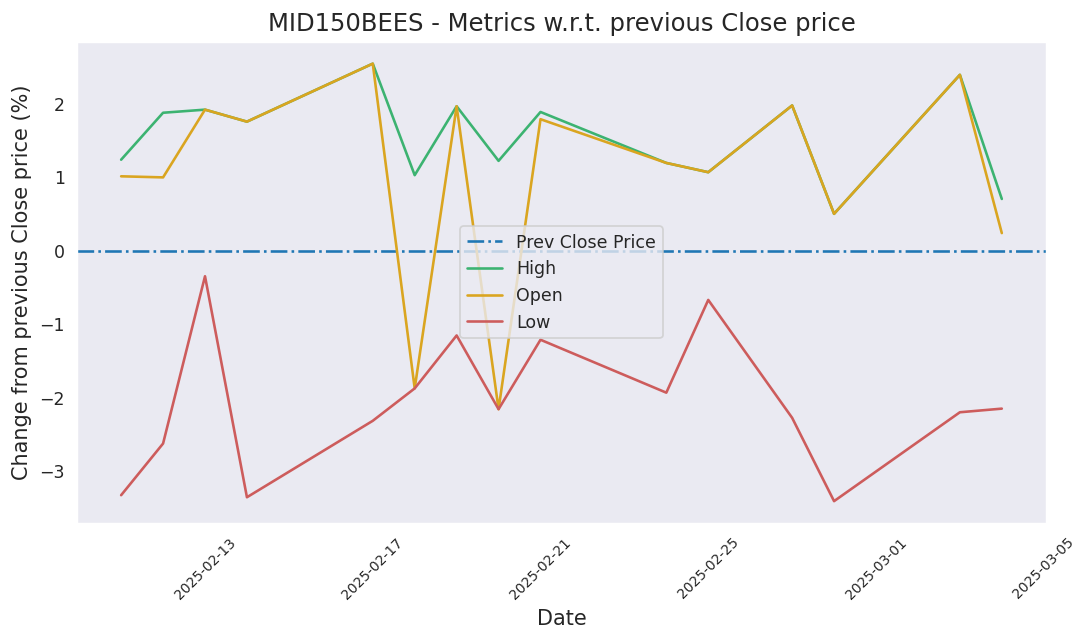 MID150BEES - Metrics w.r.t. previous Close price
Change from previous Close price (%)
2
1
0
−1
−2
−3
Prev Close Price
High
Open
Low
2025-02-13
2025-02-17
2025-02-21
2025-02-25
2025-03-01
2025-03-05
Date